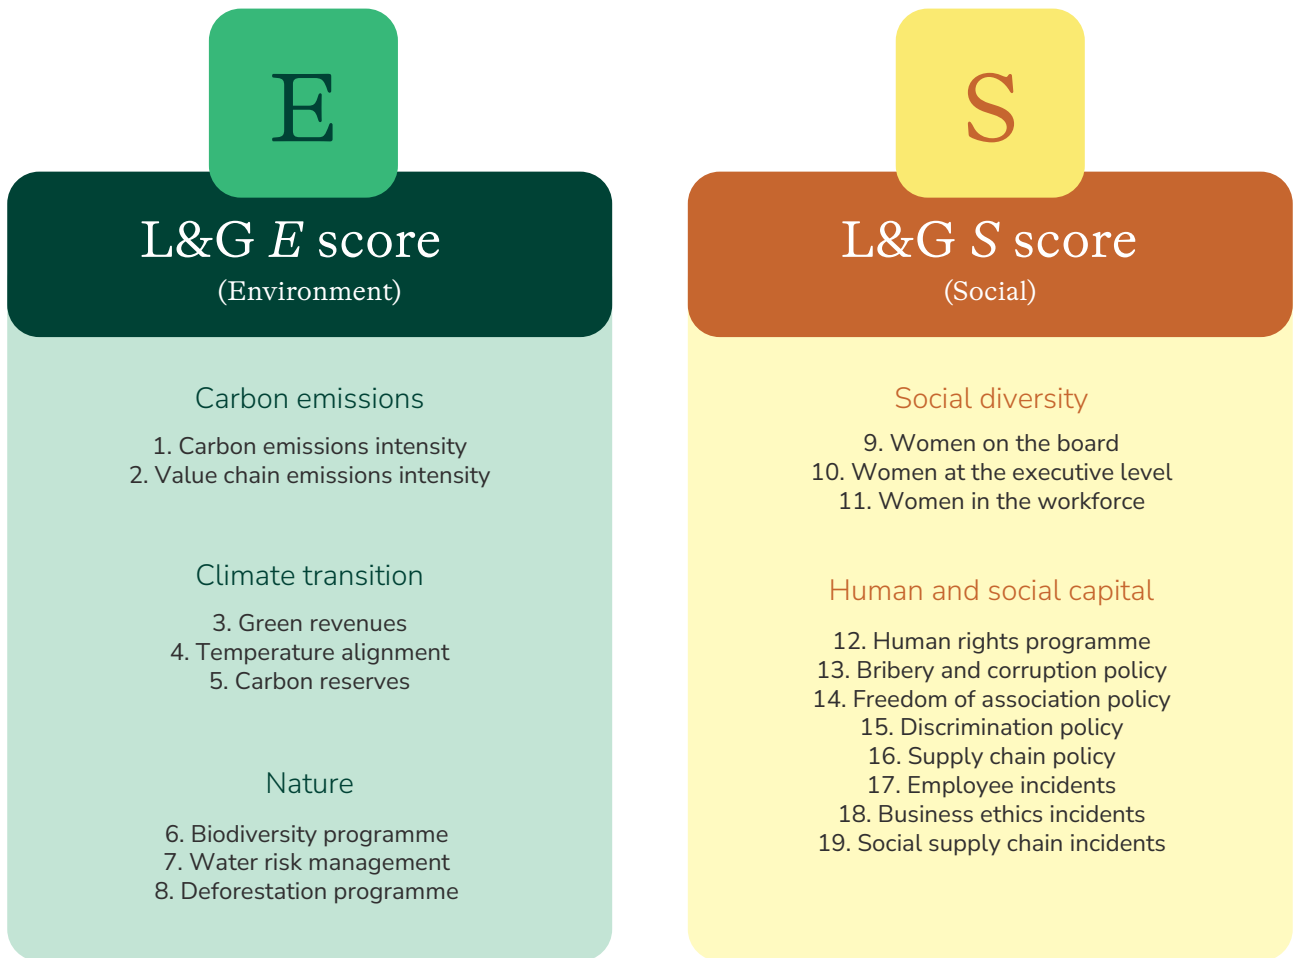 E
L&G E score
(Environment)
Carbon emissions
1. Carbon emissions intensity
2. Value chain emissions intensity
Climate transition
3. Green revenues
4. Temperature alignment
5. Carbon reserves
Nature
6. Biodiversity programme
7. Water risk management
8. Deforestation programme
S
L&G S score
(Social)
Social diversity
9. Women on the board
10. Women at the executive level
11. Women in the workforce
Human and social capital
12. Human rights programme
13. Bribery and corruption policy
14. Freedom of association policy
15. Discrimination policy
16. Supply chain policy
17. Employee incidents
18. Business ethics incidents
19. Social supply chain incidents